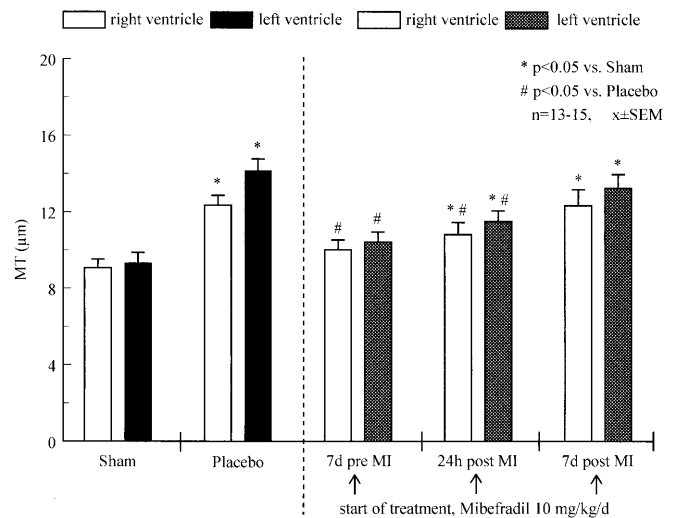 right ventricle left ventricle right ventricle left ventricle
* p<0.05 vs. Sham
# p<0.05 vs. Placebo
n=13-15, x±SEM
MT (µm)
20
16
12
8
4
0
* * # # * # * # * *
Sham Placebo 7d pre MI 24h post MI 7d post MI
start of treatment, Mibefradil 10 mg/kg/d